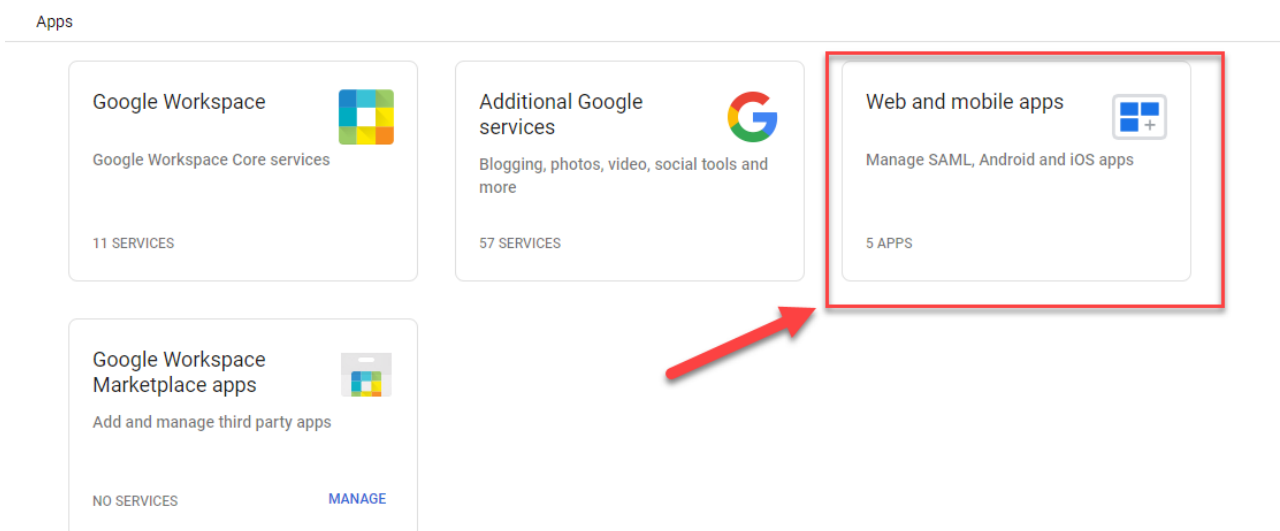 Apps
Google Workspace
Google Workspace Core services
11 SERVICES
Additional Google
services
Blogging, photos, video, social tools and
more
57 SERVICES
Web and mobile apps
Manage SAML, Android and iOS apps
5 APPS
Google Workspace
Marketplace apps
Add and manage third party apps
NO SERVICES
MANAGE